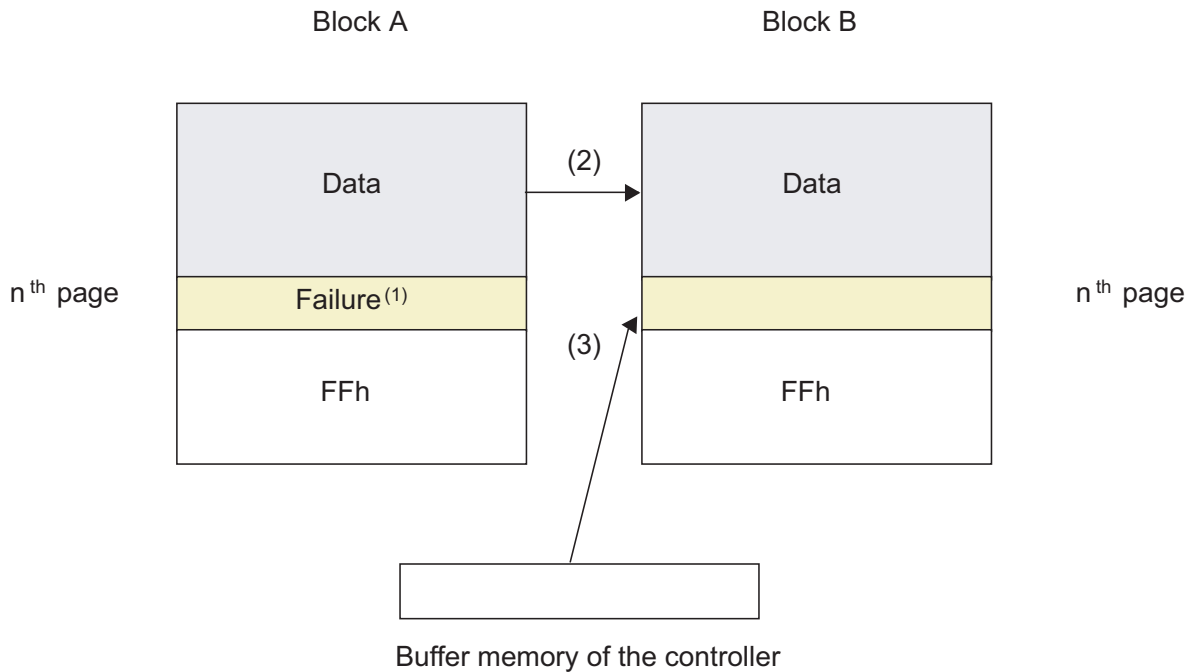 Block A
Block B
Data
(2)
Data
n th page
Failure (1)
n th page
(3)
FFh
FFh
Buffer memory of the controller